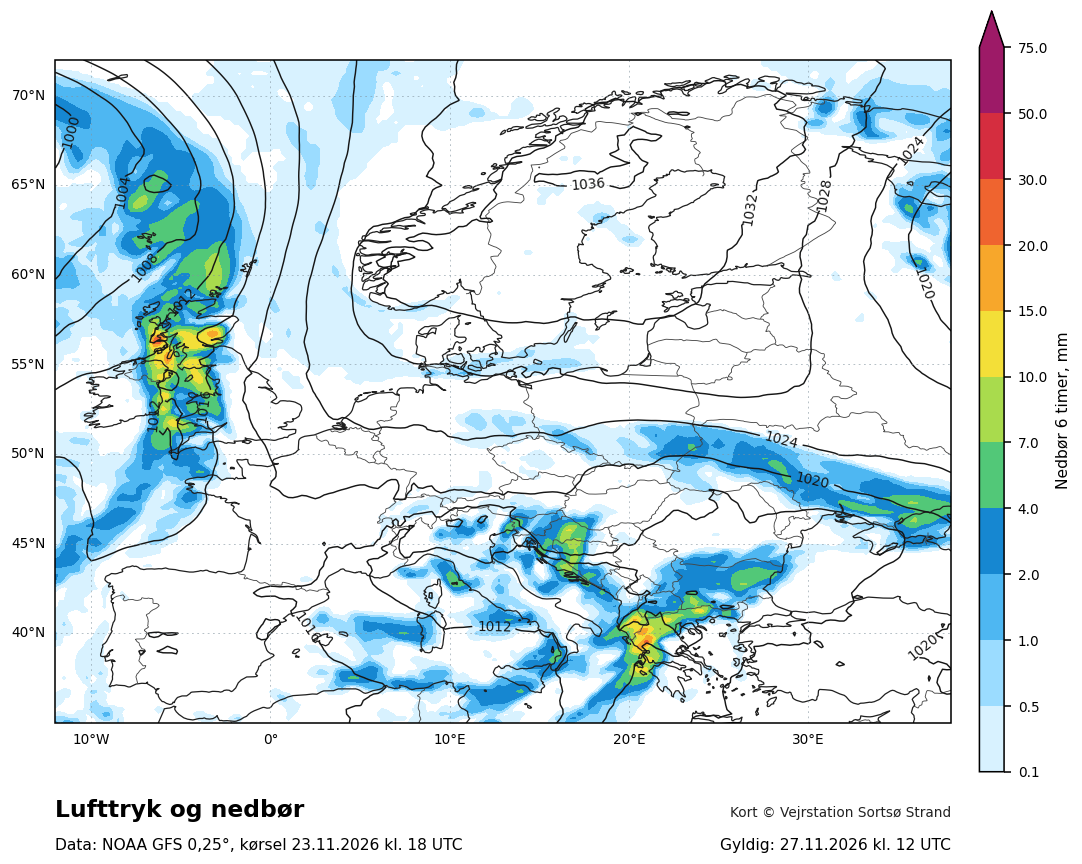 75.0
50.0
30.0
20.0
15.0
10.0
7.0
4.0
2.0
1.0
0.5
0.1
Nedbør 6 timer, mm
70°N
65°N
60°N
55°N
50°N
45°N
40°N
10°W
0°
10°E
20°E
30°E
1000
1004
1008
1012
1012
1016
1036
1032
1028
1024
1020
1024
1020
1012
1016
1020
Lufttryk og nedbør
Kort © Vejrstation Sortsø Strand
Data: NOAA GFS 0,25°, kørsel 23.11.2026 kl. 18 UTC
Gyldig: 27.11.2026 kl. 12 UTC